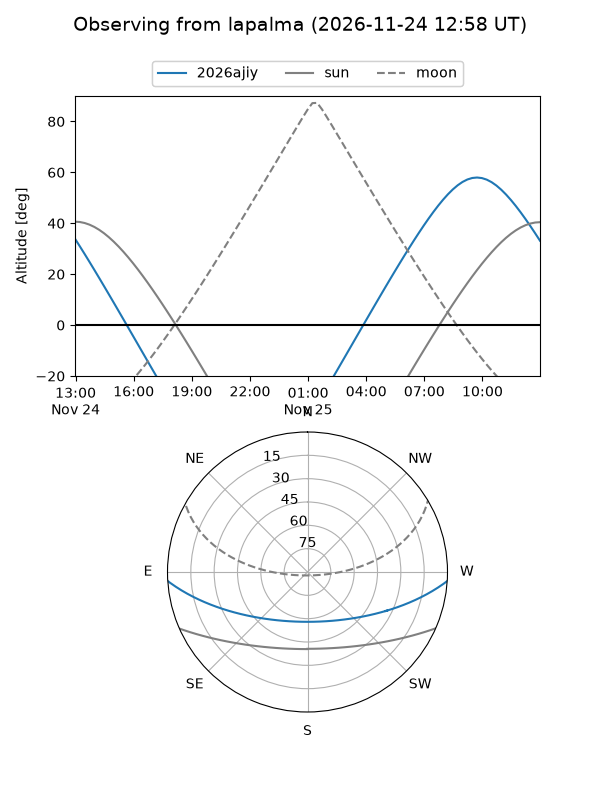 Observing from lapalma (2026-11-24 12:58 UT)
2026ajiy sun moon
Altitude [deg]
80
60
40
20
0
−20
13:00 16:00 19:00 22:00 01:00 04:00 07:00 10:00
Nov 24 Nov 25
N
NE NW
15
30
45
60
75
E W
SE SW
S